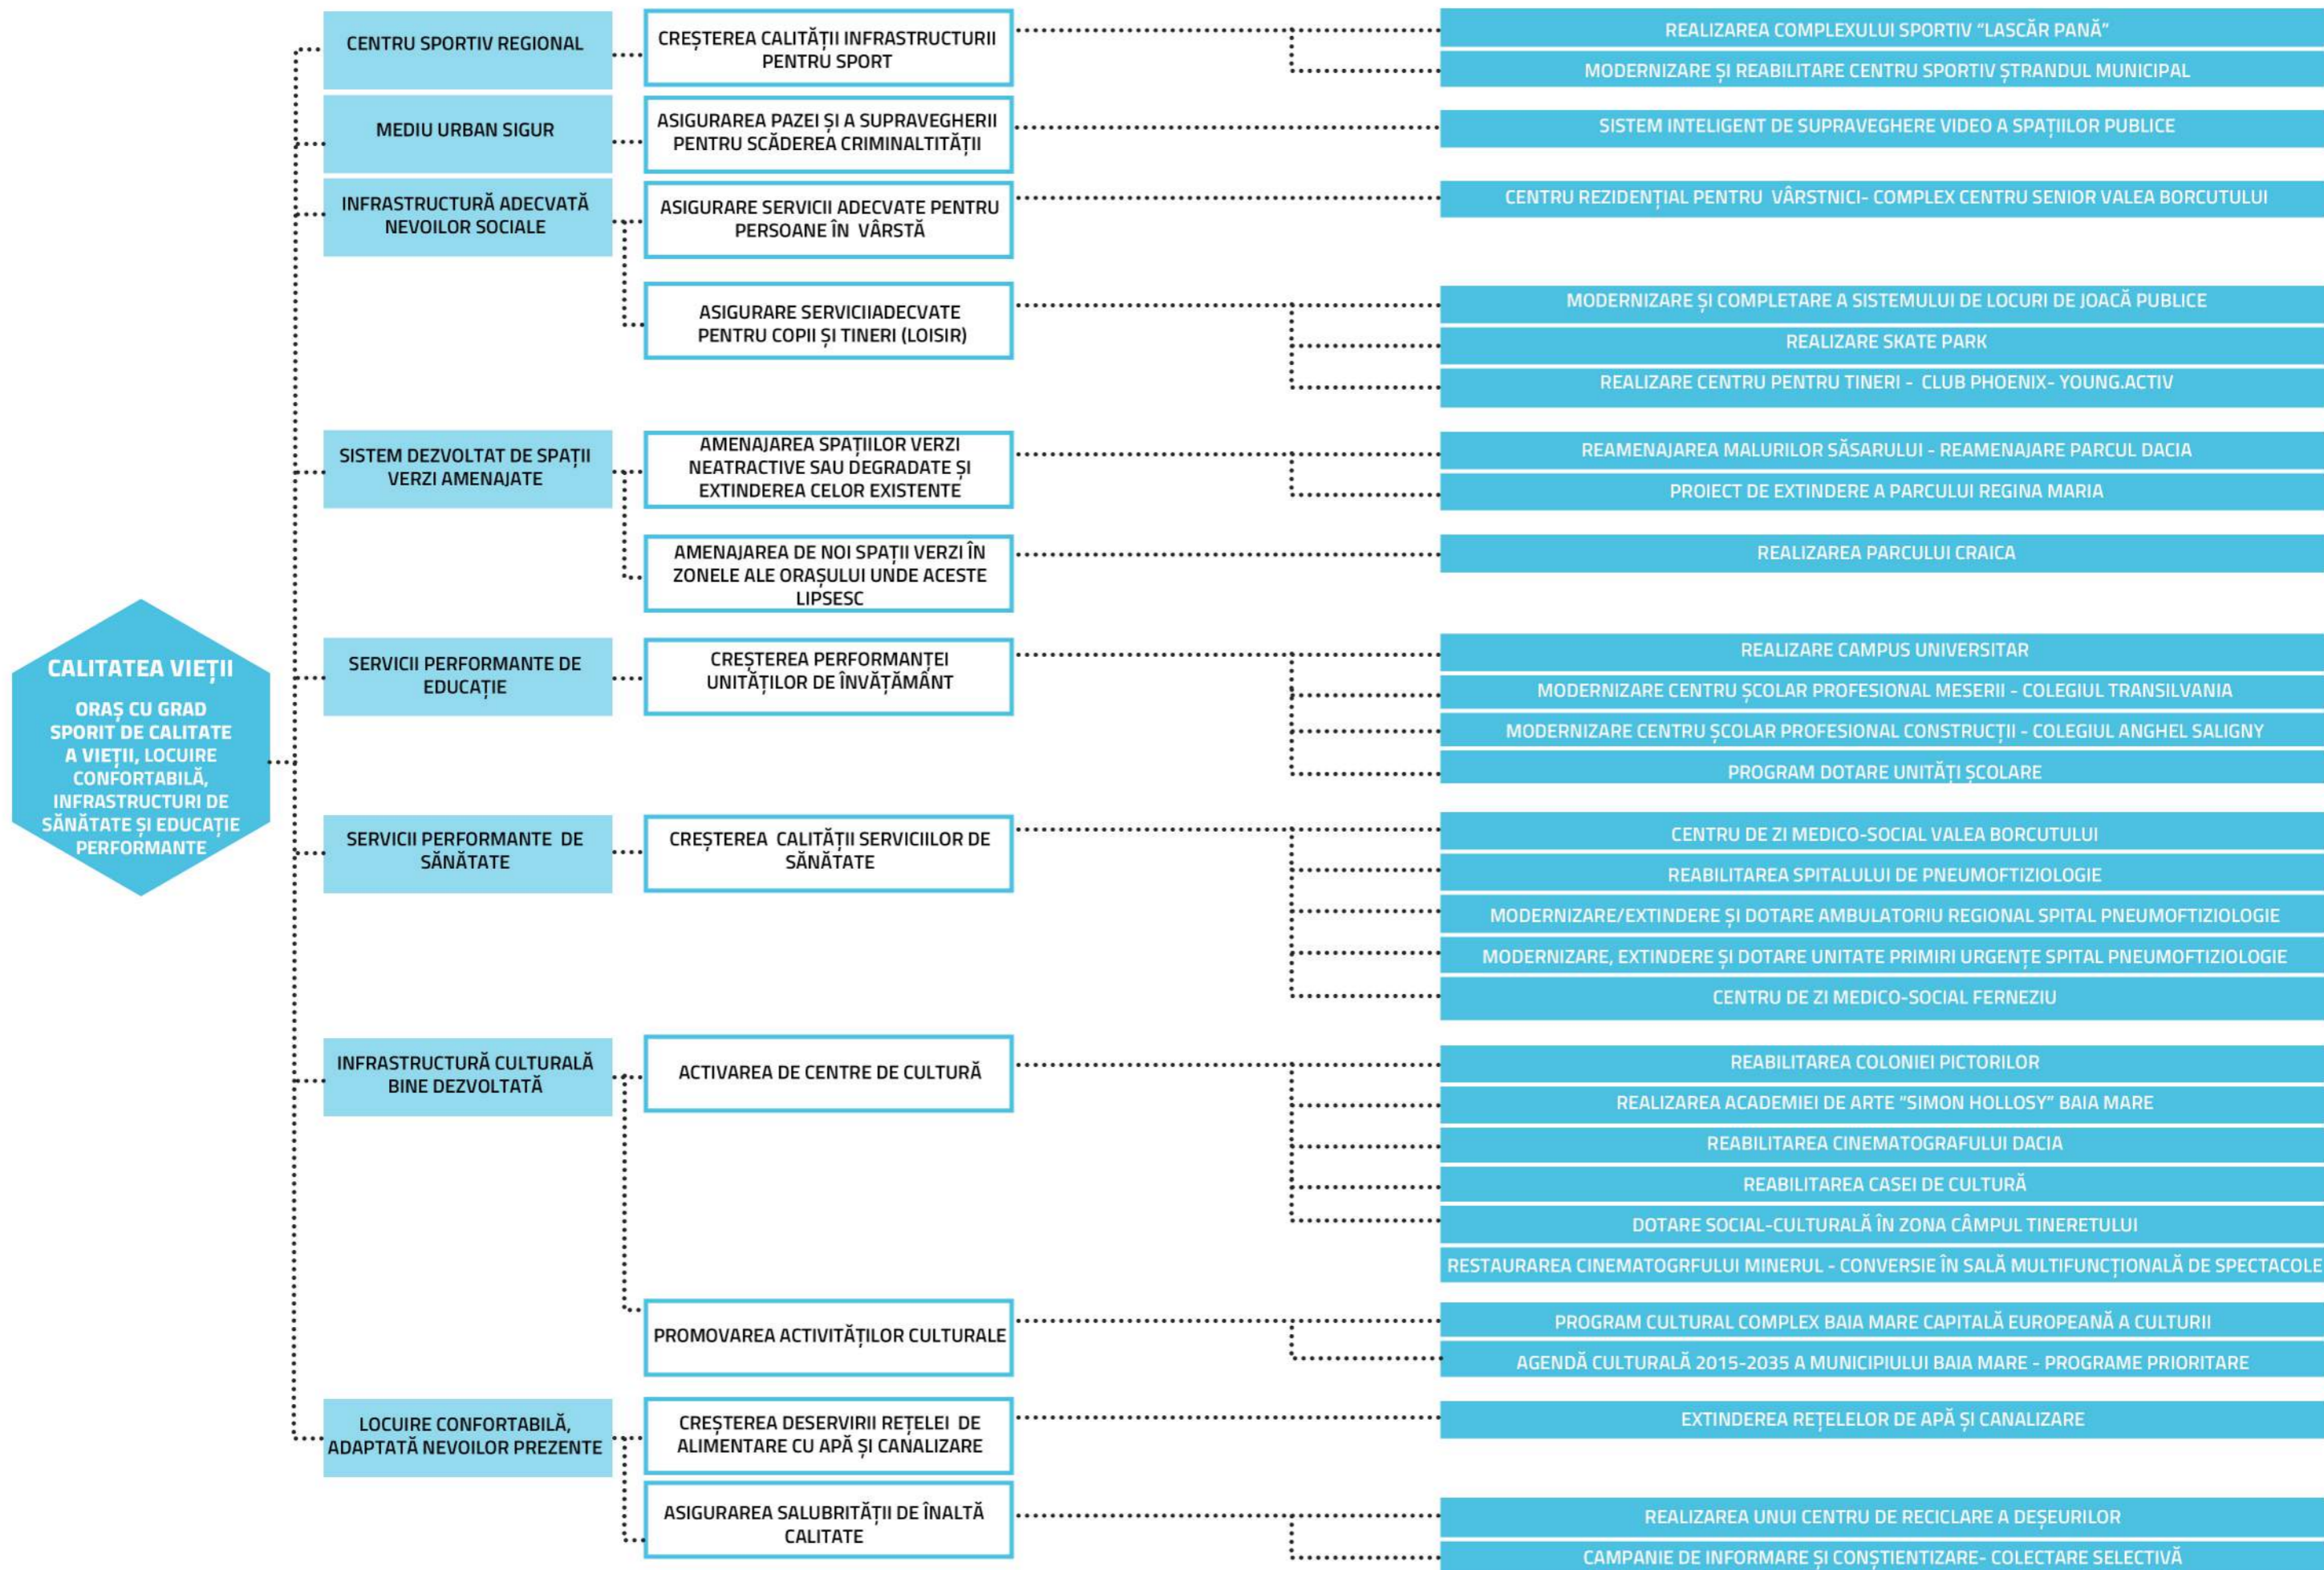 CENTRU SPORTIV REGIONAL
CREȘTEREA CALITĂȚII INFRASTRUCTURII
PENTRU SPORT
REALIZAREA COMPLEXULUI SPORTIV “LASCĂR PANĂ”
MODERNIZARE ȘI REABILITARE CENTRU SPORTIV ȘTRANDUL MUNICIPAL
MEDIU URBAN SIGUR
ASIGURAREA PAZEI ȘI A SUPRAVEGHERII
PENTRU SCĂDEREA CRIMINALTITĂȚII
SISTEM INTELIGENT DE SUPRAVEGHERE VIDEO A SPAȚIILOR PUBLICE
INFRASTRUCTURĂ ADECVATĂ
NEVOILOR SOCIALE
ASIGURARE SERVICII ADECVATE PENTRU
PERSOANE ÎN VÂRSTĂ
CENTRU REZIDENȚIAL PENTRU VÂRSTNICI- COMPLEX CENTRU SENIOR VALEA BORCUTULUI
ASIGURARE SERVICIIADECVATE
PENTRU COPII ȘI TINERI (LOISIR)
MODERNIZARE ȘI COMPLETARE A SISTEMULUI DE LOCURI DE JOACĂ PUBLICE
REALIZARE SKATE PARK
REALIZARE CENTRU PENTRU TINERI - CLUB PHOENIX- YOUNG.ACTIV
SISTEM DEZVOLTAT DE SPAȚII
VERZI AMENAJATE
AMENAJAREA SPAȚIILOR VERZI
NEATRACTIVE SAU DEGRADATE ȘI
EXTINDEREA CELOR EXISTENTE
REAMENAJAREA MALURILOR SĂSARULUI - REAMENAJARE PARCUL DACIA
PROIECT DE EXTINDERE A PARCULUI REGINA MARIA
AMENAJAREA DE NOI SPAȚII VERZI ÎN
ZONELE ALE ORAȘULUI UNDE ACESTE
LIPSESC
REALIZAREA PARCULUI CRAICA
CALITATEA VIEȚII
ORAȘ CU GRAD
SPORIT DE CALITATE
A VIEȚII, LOCUIRE
CONFORTABILĂ,
INFRASTRUCTURI DE
SĂNĂTATE ȘI EDUCAȚIE
PERFORMANTE
SERVICII PERFORMANTE DE
EDUCAȚIE
CREȘTEREA PERFORMANȚEI
UNITĂȚILOR DE ÎNVĂȚĂMÂNT
REALIZARE CAMPUS UNIVERSITAR
MODERNIZARE CENTRU ȘCOLAR PROFESIONAL MESERII - COLEGIUL TRANSILVANIA
MODERNIZARE CENTRU ȘCOLAR PROFESIONAL CONSTRUCȚII - COLEGIUL ANGHEL SALIGNY
PROGRAM DOTARE UNITĂȚI ȘCOLARE
SERVICII PERFORMANTE DE
SĂNĂTATE
CREȘTEREA CALITĂȚII SERVICIILOR DE
SĂNĂTATE
CENTRU DE ZI MEDICO-SOCIAL VALEA BORCUTULUI
REABILITAREA SPITALULUI DE PNEUMOFTIZIOLOGIE
MODERNIZARE/EXTINDERE ȘI DOTARE AMBULATORIU REGIONAL SPITAL PNEUMOFTIZIOLOGIE
MODERNIZARE, EXTINDERE ȘI DOTARE UNITATE PRIMIRI URGENȚE SPITAL PNEUMOFTIZIOLOGIE
CENTRU DE ZI MEDICO-SOCIAL FERNEZIU
INFRASTRUCTURĂ CULTURALĂ
BINE DEZVOLTATĂ
ACTIVAREA DE CENTRE DE CULTURĂ
REABILITAREA COLONIEI PICTORILOR
REALIZAREA ACADEMIEI DE ARTE “SIMON HOLLOSY” BAIA MARE
REABILITAREA CINEMATOGRAFULUI DACIA
REABILITAREA CASEI DE CULTURĂ
DOTARE SOCIAL-CULTURALĂ ÎN ZONA CÂMPUL TINERETULUI
RESTAURAREA CINEMATOGRFULUI MINERUL - CONVERSIE ÎN SALĂ MULTIFUNCȚIONALĂ DE SPECTACOLE
PROMOVAREA ACTIVITĂȚILOR CULTURALE
PROGRAM CULTURAL COMPLEX BAIA MARE CAPITALĂ EUROPEANĂ A CULTURII
AGENDĂ CULTURALĂ 2015-2035 A MUNICIPIULUI BAIA MARE - PROGRAME PRIORITARE
LOCUIRE CONFORTABILĂ,
ADAPTATĂ NEVOILOR PREZENTE
CREȘTEREA DESERVIRII REȚELEI DE
ALIMENTARE CU APĂ ȘI CANALIZARE
EXTINDEREA REȚELELOR DE APĂ ȘI CANALIZARE
ASIGURAREA SALUBRITĂȚII DE ÎNALTĂ
CALITATE
REALIZAREA UNUI CENTRU DE RECICLARE A DEȘEURILOR
CAMPANIE DE INFORMARE ȘI CONȘTIENTIZARE- COLECTARE SELECTIVĂ